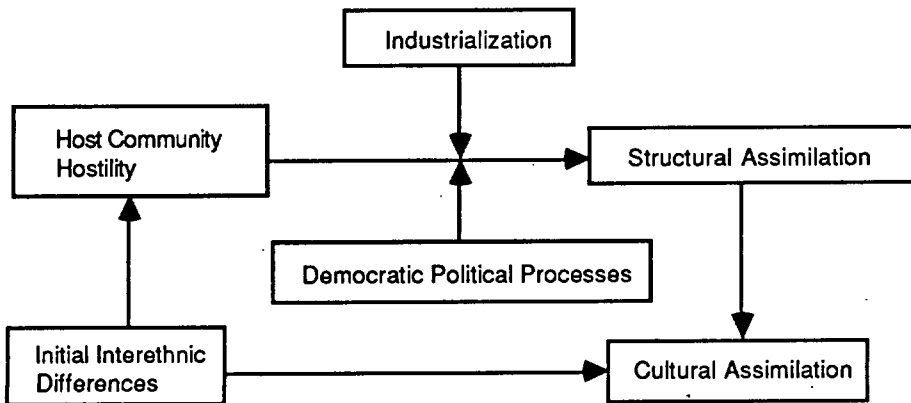 Industrialization
Host Community
Hostility
Structural Assimilation
Democratic Political Processes
Initial Interethnic
Differences
Cultural Assimilation